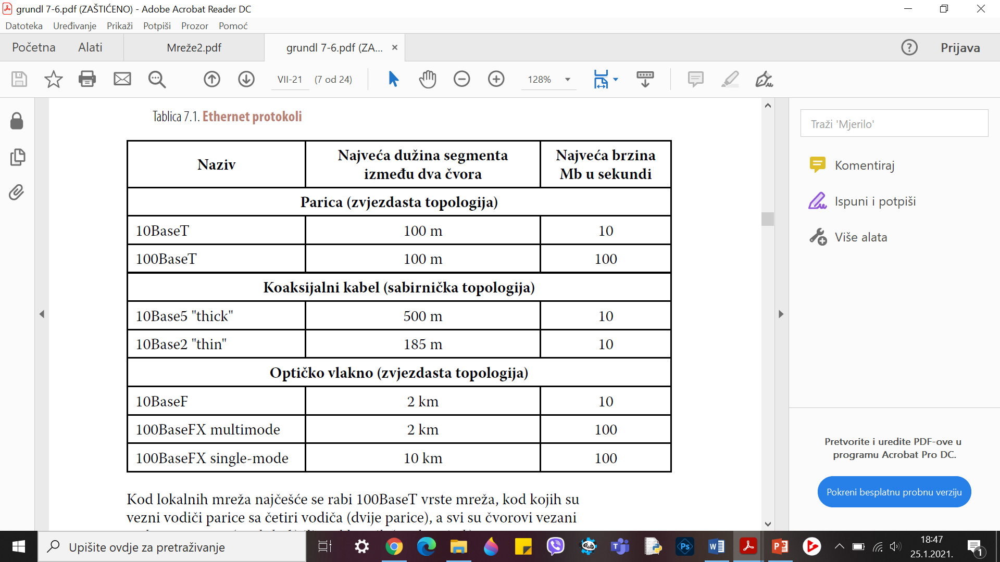 grundl 7-6.pdf (ZAŠTIĆENO) - Adobe Acrobat Reader DC
Datoteka Uređivanje Prikaži Potpiši Prozor Pomoć
Početna Alati Mreže2.pdf grundl 7-6.pdf (ZA... × ? Prijava
VII-21 (7 od 24) 128%
Tablica 7.1. Ethernet protokoli
Traži 'Mjerilo'
Komentiraj
Ispuni i potpiši
Više alata
Naziv
Najveća dužina segmenta
između dva čvora
Najveća brzina
Mb u sekundi
Parica (zvjezdasta topologija)
10BaseT 100 m 10
100BaseT 100 m 100
Koaksijalni kabel (sabirnička topologija)
10Base5 "thick" 500 m 10
10Base2 "thin" 185 m 10
Optičko vlakno (zvjezdasta topologija)
10BaseF 2 km 10
100BaseFX multimode 2 km 100
100BaseFX single-mode 10 km 100
Kod lokalnih mreža najčešće se rabi 100BaseT vrste mreža, kod kojih su
vezni vodiči parice sa četiri vodiča (dvije parice), a svi su čvorovi vezani
Pretvorite i uredite PDF-ove u
programu Acrobat Pro DC.
Pokreni besplatnu probnu verziju
Upišite ovdje za pretraživanje
Ps
18:47
25.1.2021.
1